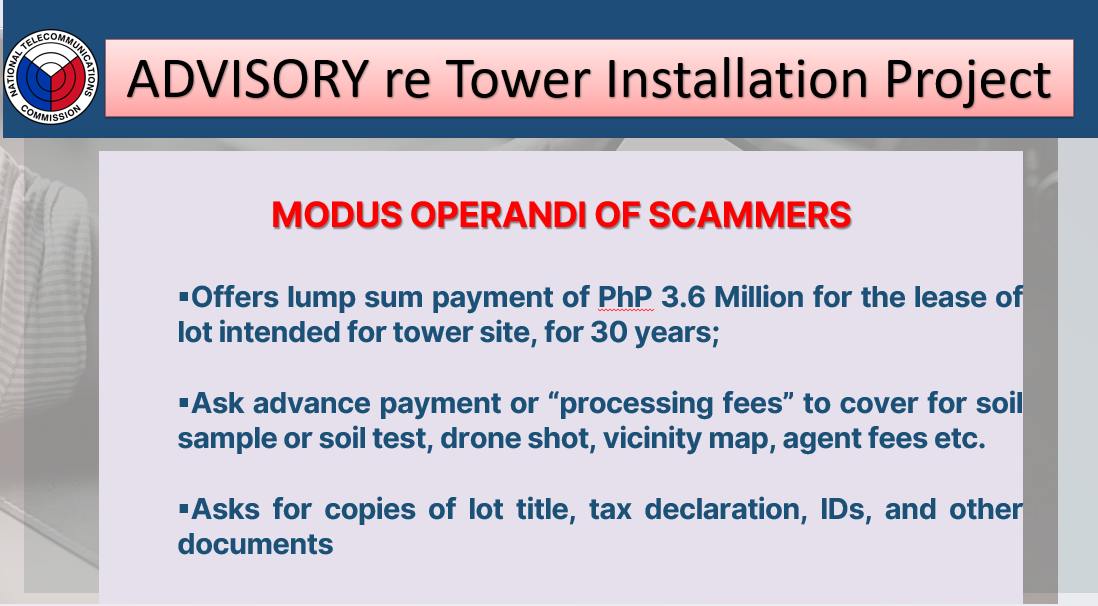 NATIONAL TELECOMMUNICATIONS COMMISSION
ADVISORY re Tower Installation Project
MODUS OPERANDI OF SCAMMERS
▪Offers lump sum payment of PhP 3.6 Million for the lease of
lot intended for tower site, for 30 years;
▪Ask advance payment or “processing fees” to cover for soil
sample or soil test, drone shot, vicinity map, agent fees etc.
▪Asks for copies of lot title, tax declaration, IDs, and other
documents